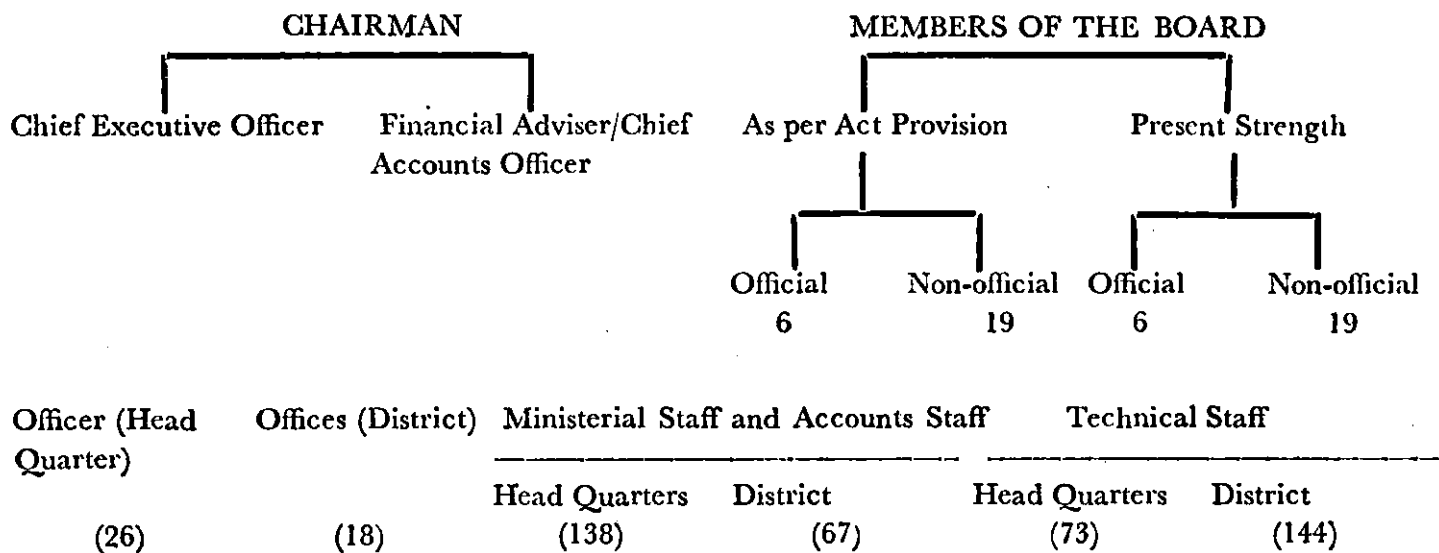 CHAIRMAN MEMBERS OF THE BOARD
Chief Executive Officer Financial Adviser/Chief Accounts Officer As per Act Provision Present Strength
Official Non-official Official Non-official
6 19 6 19
Officer (Head Quarter) Offices (District) Ministerial Staff and Accounts Staff Technical Staff
Head Quarters District Head Quarters District
(26) (18) (138) (67) (73) (144)